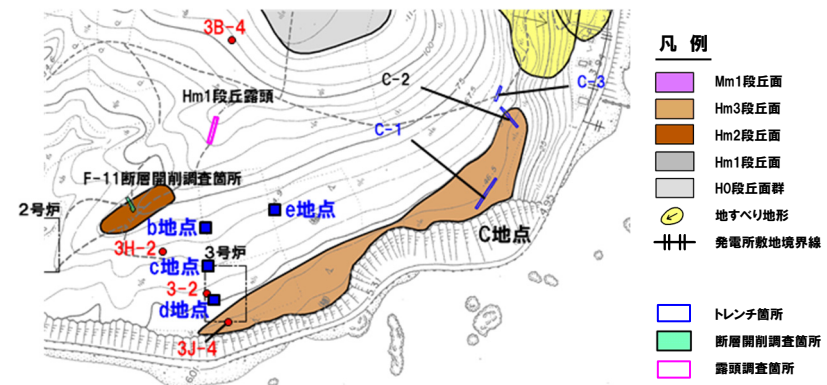 3B-4
C-2
C-3
Hm1段丘露頭
C-1
F-11断層開削調査箇所
2号炉
e地点
b地点
3H-2
C地点
3号炉
c地点
3-2
d地点
3J-4
凡 例
Mm1段丘面
Hm3段丘面
Hm2段丘面
Hm1段丘面
H0段丘面群
地すべり地形
発電所敷地境界線
トレンチ箇所
断層開削調査箇所
露頭調査箇所